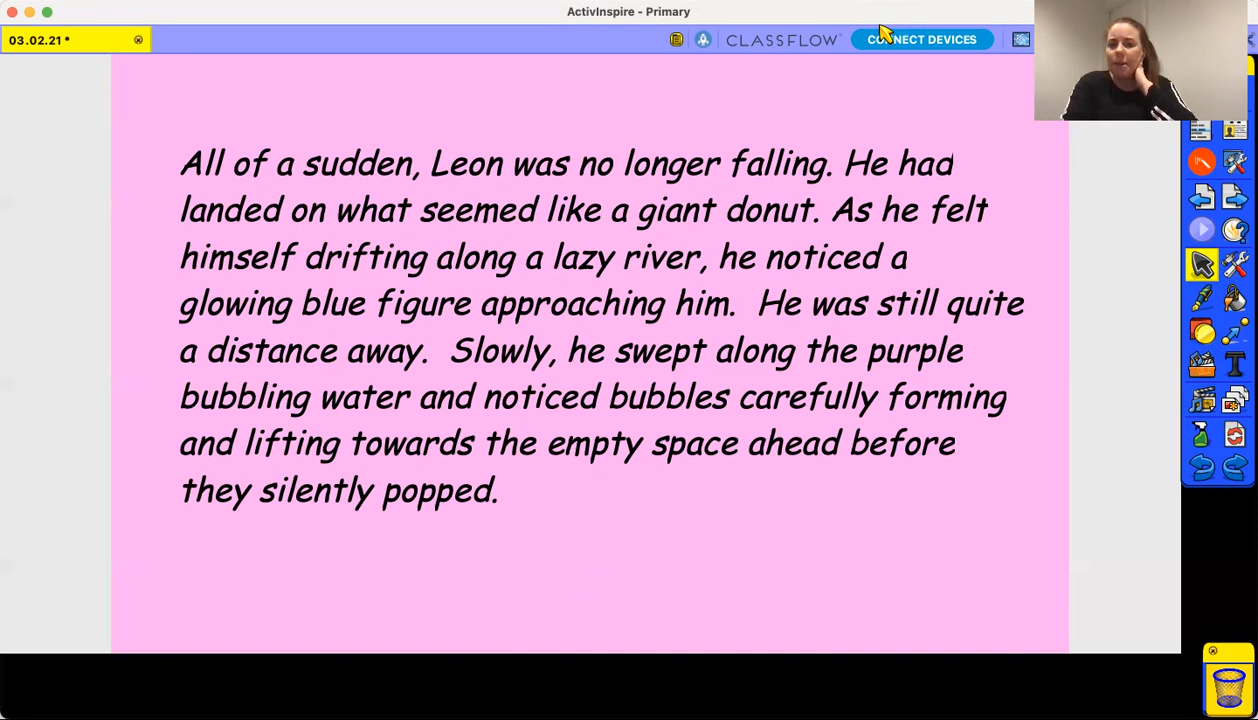 ActivInspire - Primary
03.02.21 *
CLASSFLOW
CONNECT DEVICES
All of a sudden, Leon was no longer falling. He had
landed on what seemed like a giant donut. As he felt
himself drifting along a lazy river, he noticed a
glowing blue figure approaching him. He was still quite
a distance away. Slowly, he swept along the purple
bubbling water and noticed bubbles carefully forming
and lifting towards the empty space ahead before
they silently popped.